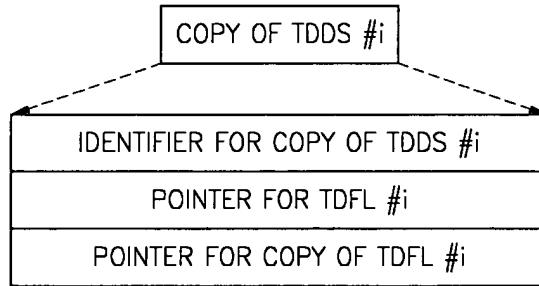 COPY OF TDDS #i
IDENTIFIER FOR COPY OF TDDS #i
POINTER FOR TDFL #i
POINTER FOR COPY OF TDFL #i